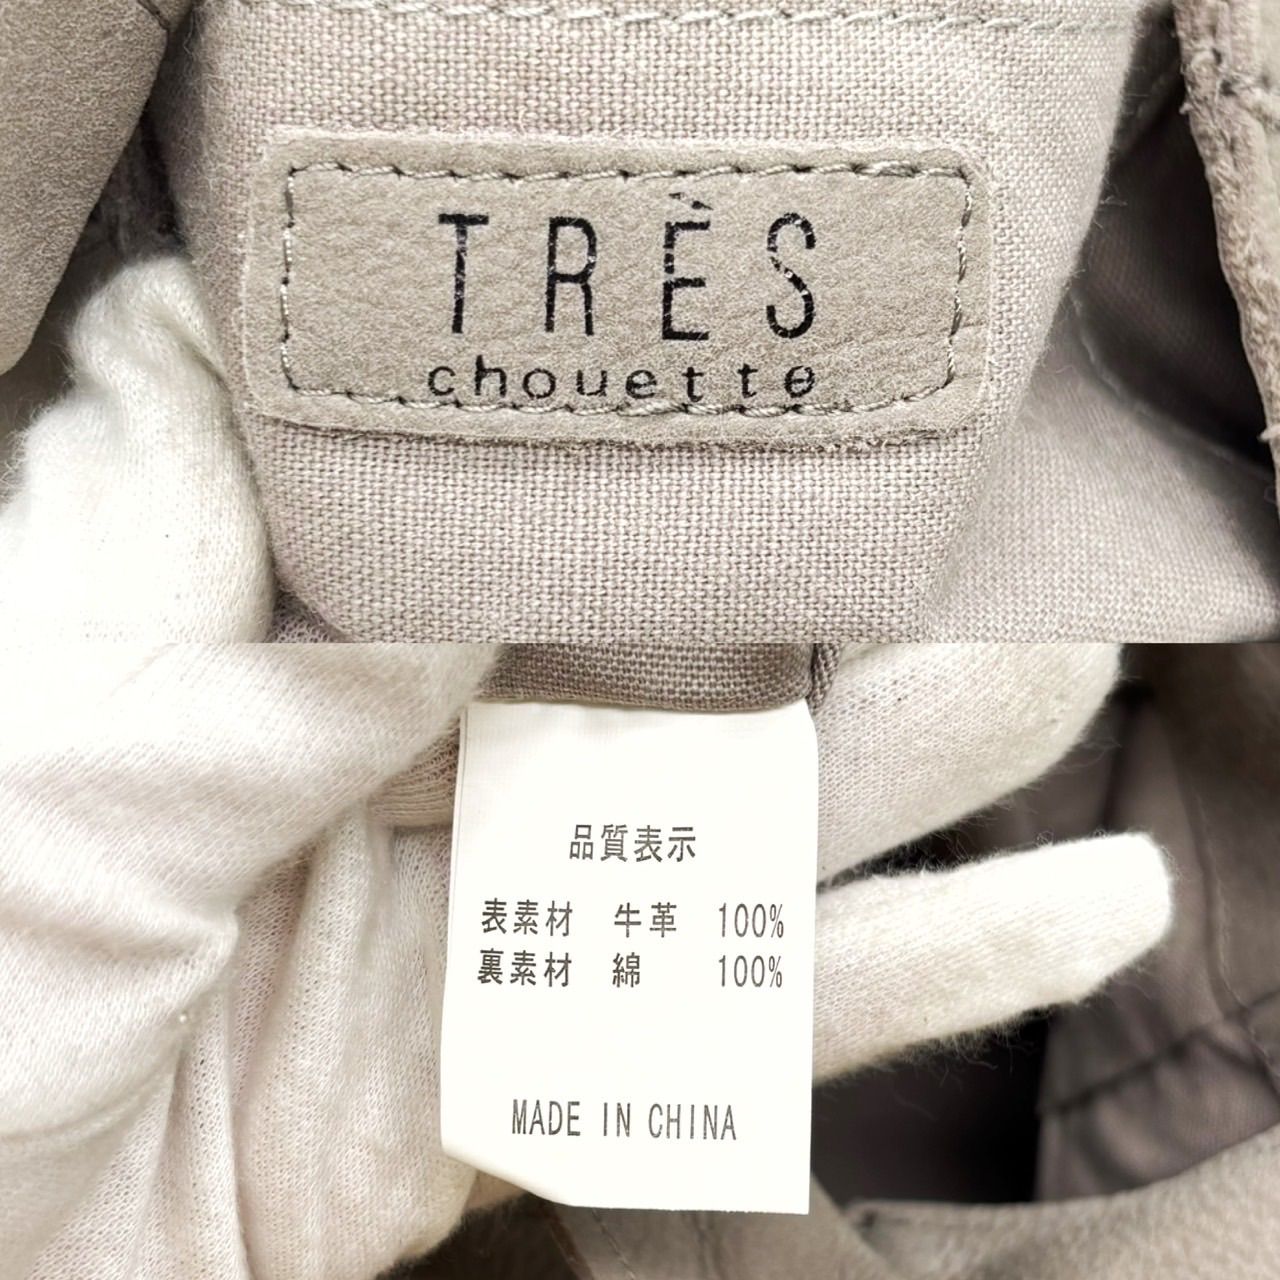 TRÈS
chouette
品質表示
表素材 牛革 100%
裏素材 綿 100%
MADE IN CHINA